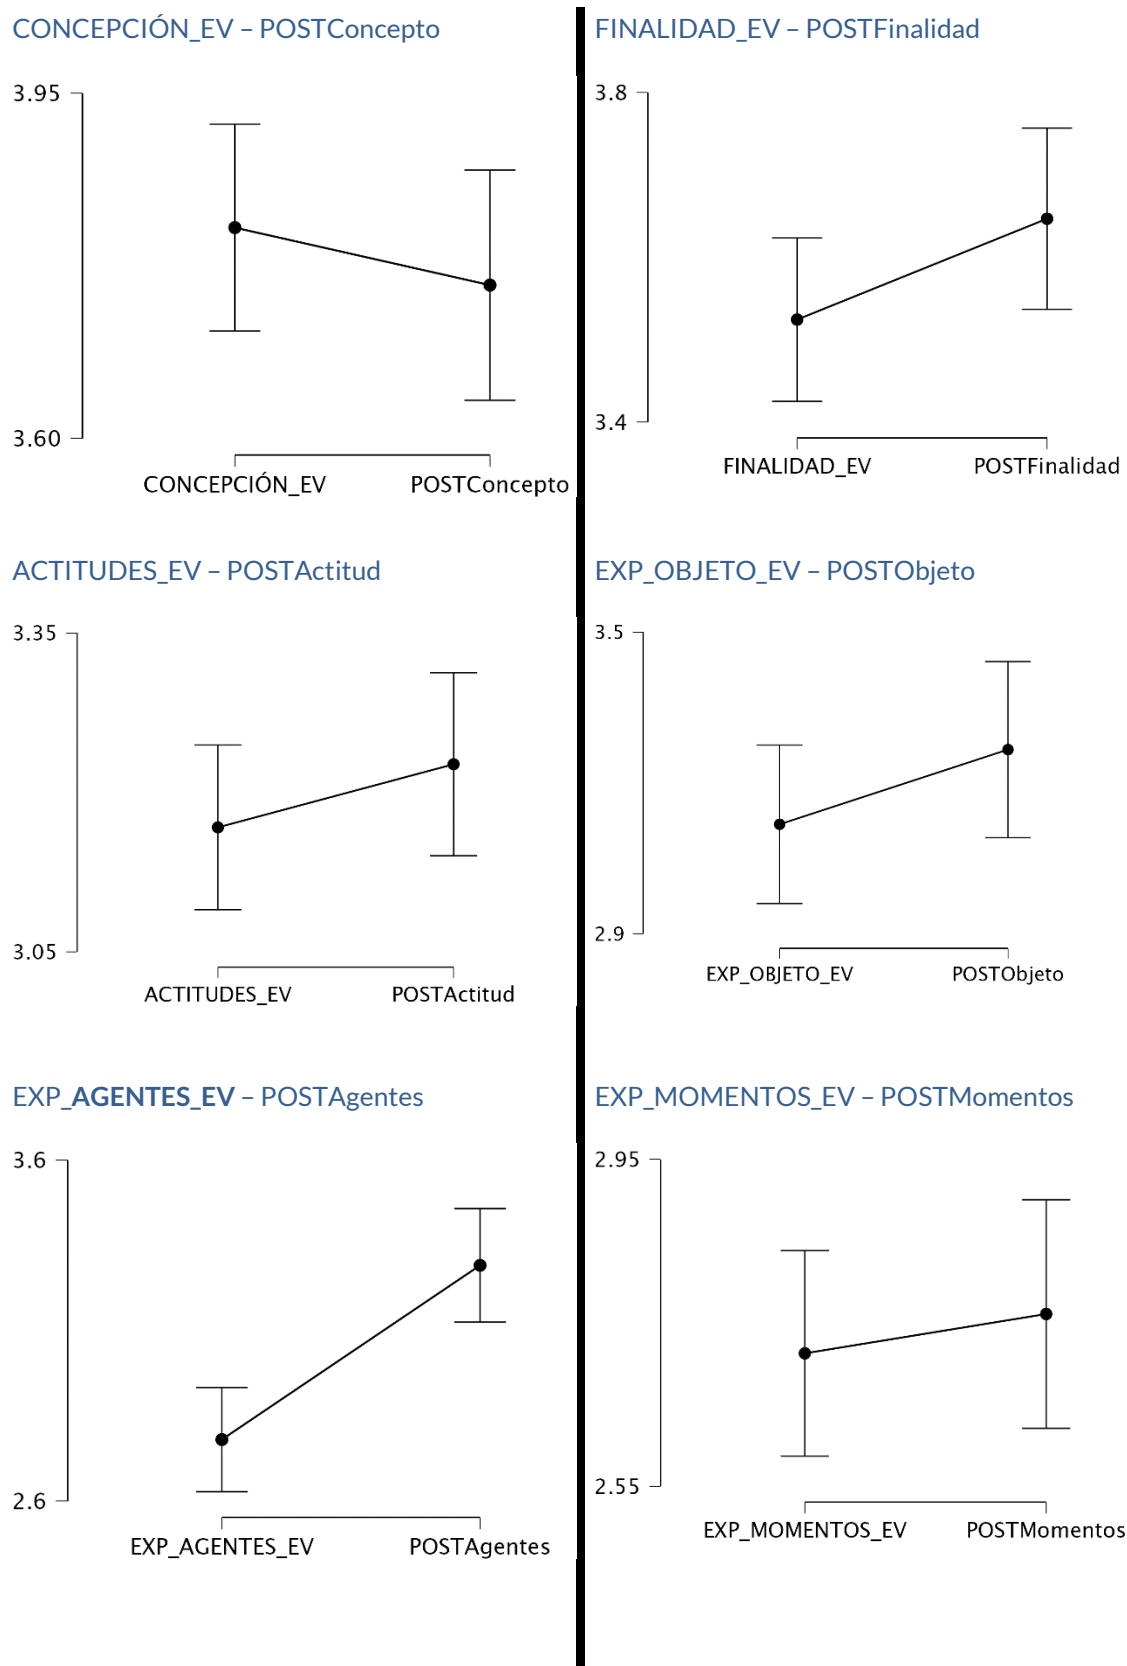 CONCEPCIÓN_EV – POSTConcepto
3.95
3.60
CONCEPCIÓN_EV POSTConcepto
FINALIDAD_EV – POSTFinalidad
3.8
3.4
FINALIDAD_EV POSTFinalidad
ACTITUDES_EV – POSTActitud
3.35
3.05
ACTITUDES_EV POSTActitud
EXP_OBJETO_EV – POSTObjeto
3.5
2.9
EXP_OBJETO_EV POSTObjeto
EXP_AGENTES_EV – POSTAgentes
3.6
2.6
EXP_AGENTES_EV POSTAgentes
EXP_MOMENTOS_EV – POSTMomentos
2.95
2.55
EXP_MOMENTOS_EV POSTMomentos